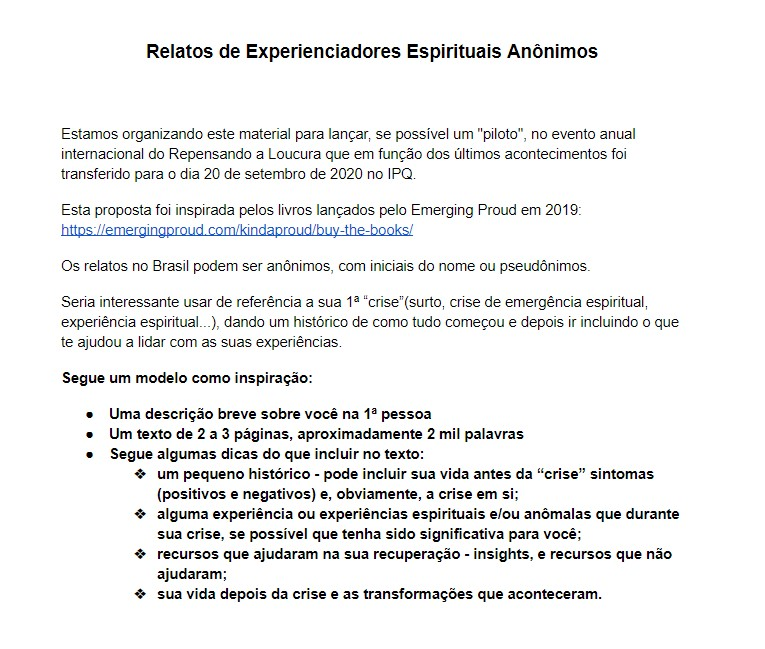 Relatos de Experienciadores Espirituais Anônimos
Estamos organizando este material para lançar, se possível um "piloto", no evento anual
internacional do Repensando a Loucura que em função dos últimos acontecimentos foi
transferido para o dia 20 de setembro de 2020 no IPQ.
Esta proposta foi inspirada pelos livros lançados pelo Emerging Proud em 2019:
https://emergingproud.com/kindaproud/buy-the-books/
Os relatos no Brasil podem ser anônimos, com iniciais do nome ou pseudônimos.
Seria interessante usar de referência a sua 1ª “crise”(surto, crise de emergência espiritual,
experiência espiritual...), dando um histórico de como tudo começou e depois ir incluindo o que
te ajudou a lidar com as suas experiências.
Segue um modelo como inspiração:
● Uma descrição breve sobre você na 1ª pessoa
● Um texto de 2 a 3 páginas, aproximadamente 2 mil palavras
● Segue algumas dicas do que incluir no texto:
❖ um pequeno histórico - pode incluir sua vida antes da “crise” sintomas
(positivos e negativos) e, obviamente, a crise em si;
❖ alguma experiência ou experiências espirituais e/ou anômalas que durante
sua crise, se possível que tenha sido significativa para você;
❖ recursos que ajudaram na sua recuperação - insights, e recursos que não
ajudaram;
❖ sua vida depois da crise e as transformações que aconteceram.